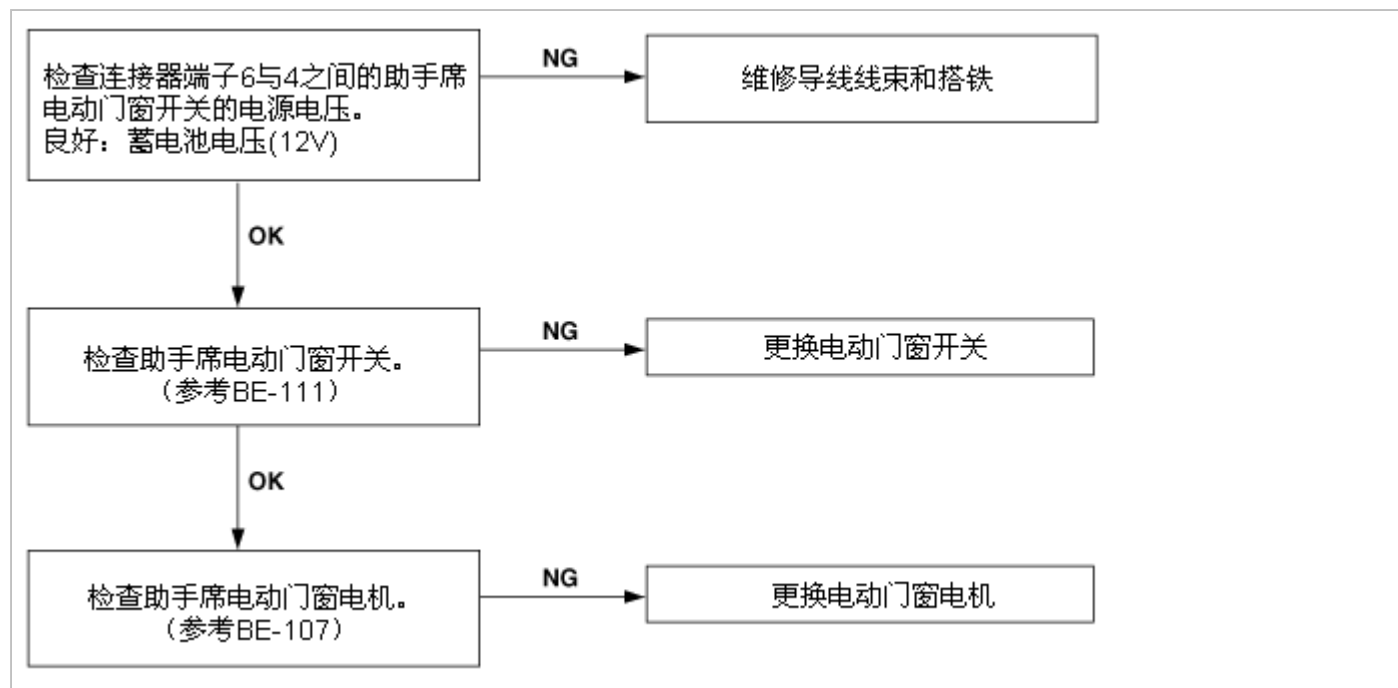 检查连接器端子6与4之间的助手席
电动门窗开关的电源电压。
良好：蓄电池电压(12V)
NG
维修导线线束和搭铁
OK
检查助手席电动门窗开关。
（参考BE-111）
NG
更换电动门窗开关
OK
检查助手席电动门窗电机。
（参考BE-107）
NG
更换电动门窗电机